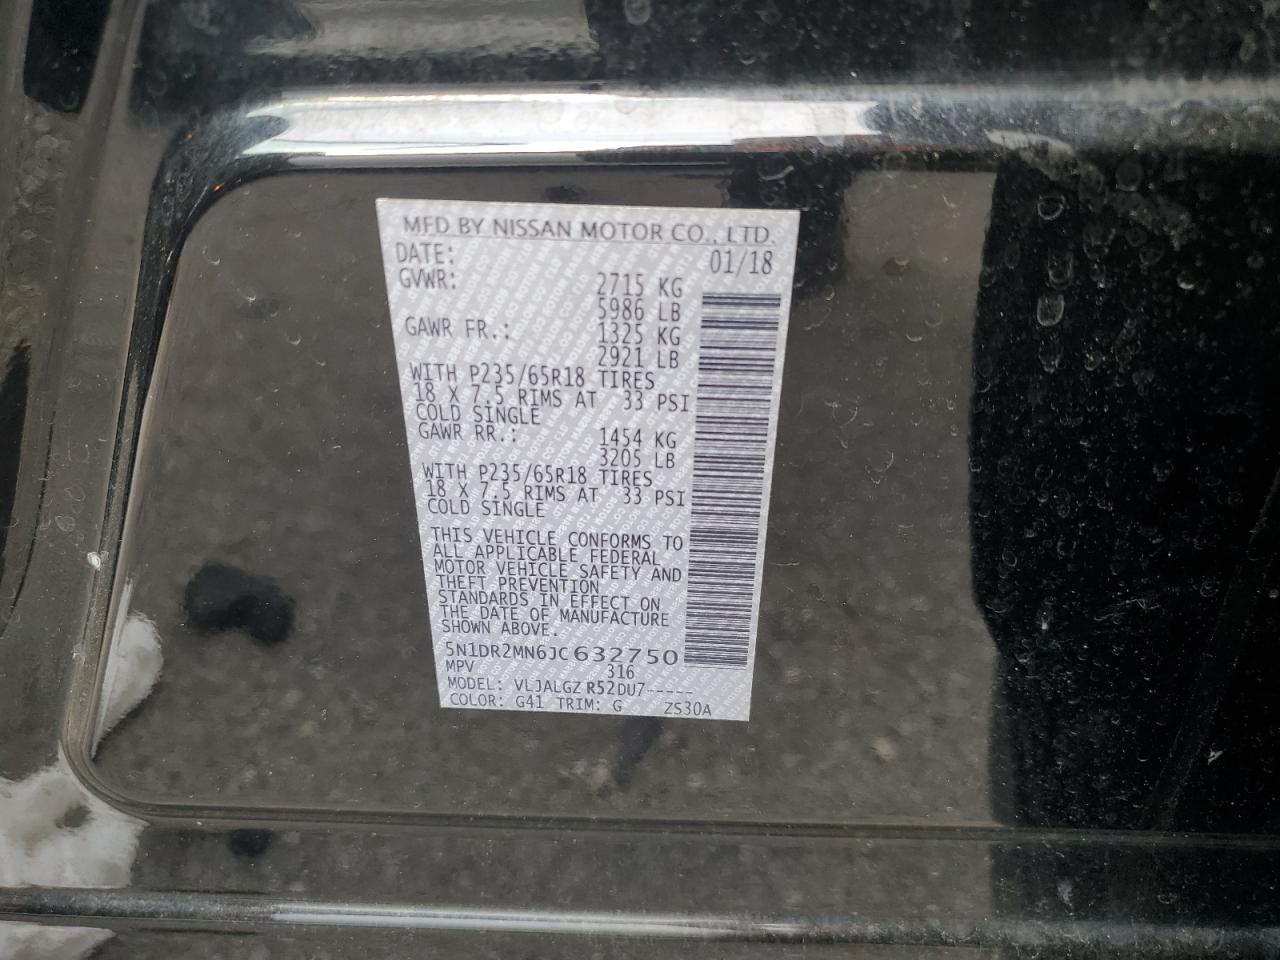 MFD BY NISSAN MOTOR CO., LTD.
DATE: 01/18
GVWR: 2715 KG
5986 LB
GAWR FR.: 1325 KG
2921 LB
WITH P235/65R18 TIRES
18 X 7.5 RIMS AT 33 PSI
COLD SINGLE
GAWR RR.: 1454 KG
3205 LB
WITH P235/65R18 TIRES
18 X 7.5 RIMS AT 33 PSI
COLD SINGLE
THIS VEHICLE CONFORMS TO
ALL APPLICABLE FEDERAL
MOTOR VEHICLE SAFETY AND
THEFT PREVENTION
STANDARDS IN EFFECT ON
THE DATE OF MANUFACTURE
SHOWN ABOVE.
5N1DR2MN6JC632750
MPV 316
MODEL: VLJALGZ R52DU7-----
COLOR: G41 TRIM: G ZS30A